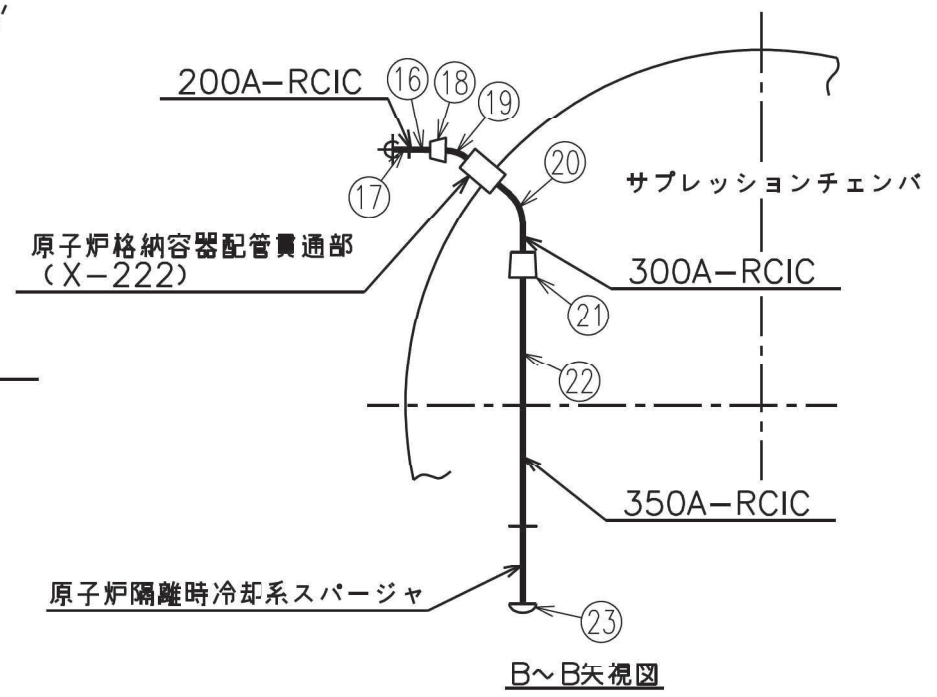 200A−RCIC
⑯
⑱
⑲
⑰
⑳
サプレッションチェンバ
原子炉格納容器配管貫通部
(X−222)
300A−RCIC
㉑
㉒
350A−RCIC
原子炉隔離時冷却系スパージャ
㉓
B～B矢視図